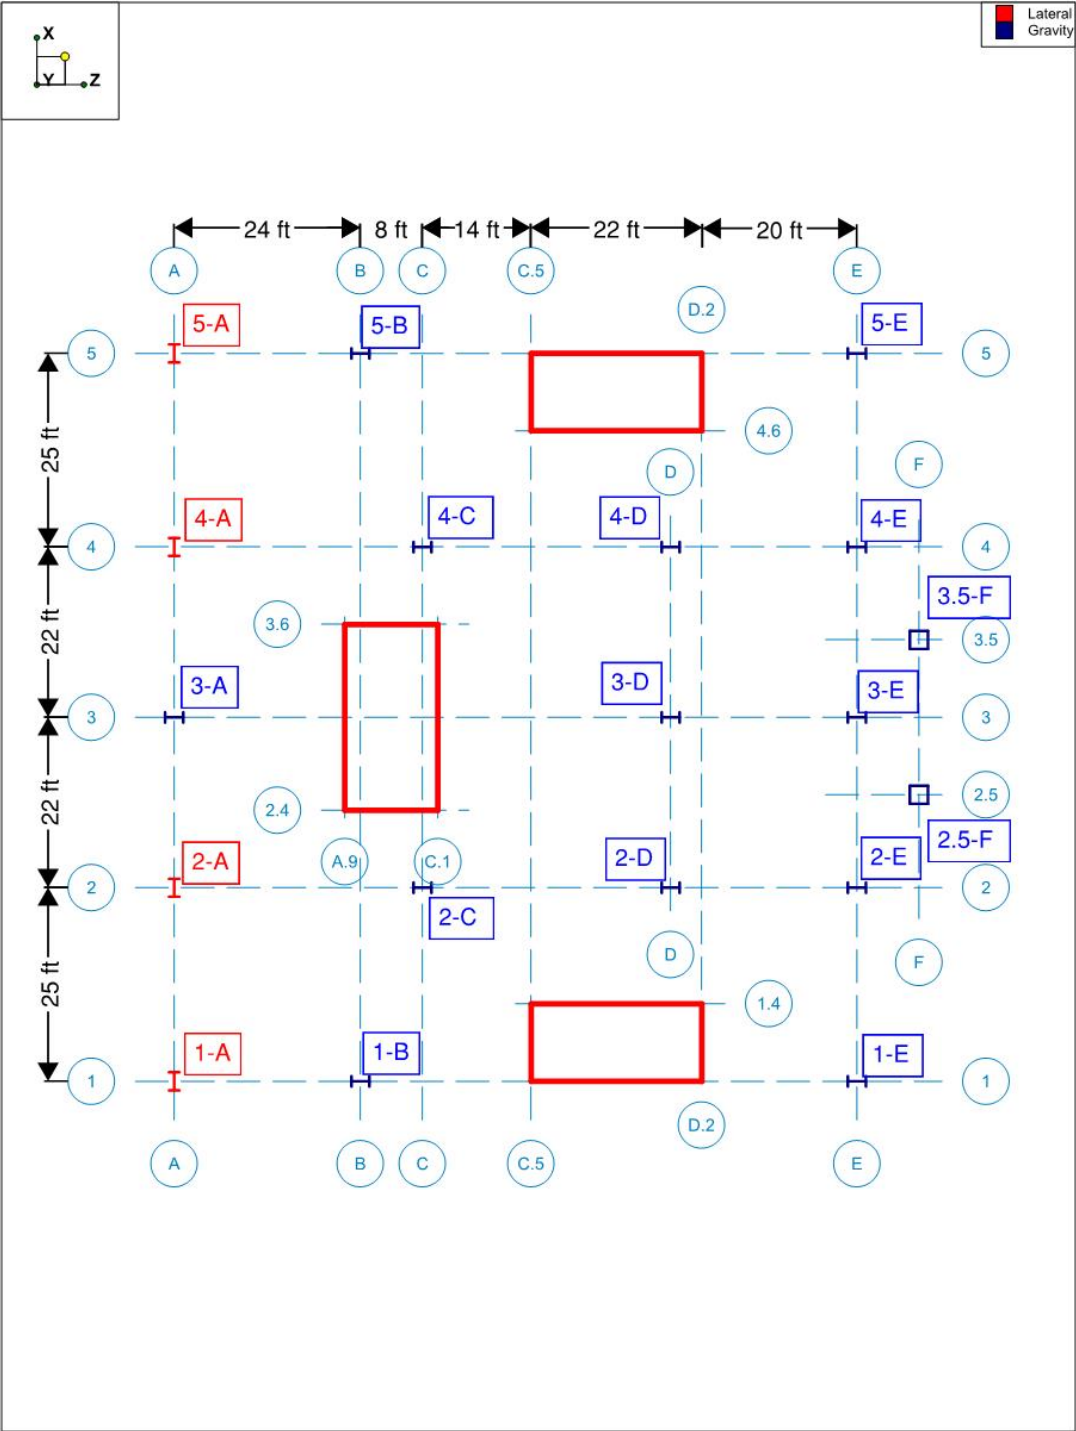 X
Y
Z
Lateral
Gravity
24 ft
8 ft
14 ft
22 ft
20 ft
A
B
C
C.5
E
D.2
5-A
5-B
5-E
5
5
25 ft
4.6
D
F
4-A
4-C
4-D
4-E
4
4
3.5-F
22 ft
3.6
3.5
3-A
3-D
3-E
3
3
22 ft
2.4
2.5
2.5-F
A.9
C.1
2-A
2-D
2-E
2
2
2-C
D
F
25 ft
1.4
1-A
1-B
1-E
1
1
D.2
A
B
C
C.5
E